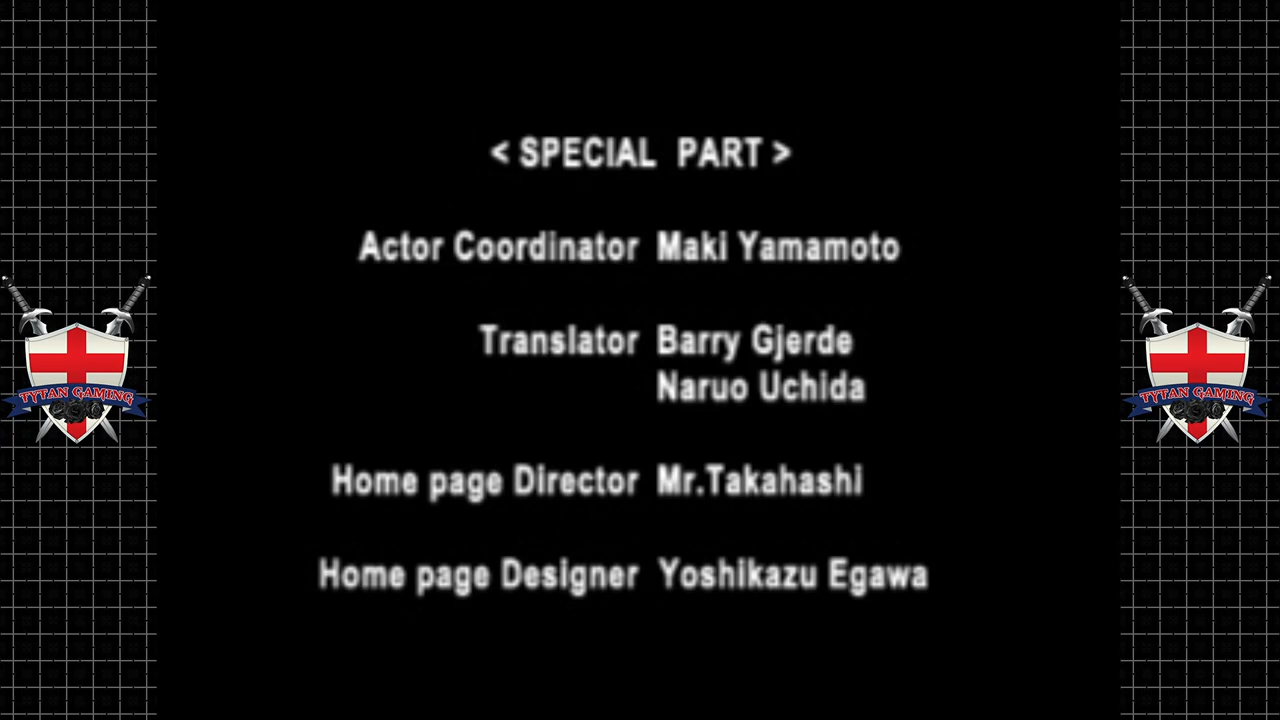 < SPECIAL PART >
Actor Coordinator Maki Yamamoto
Translator Barry Gjerde
Naruo Uchida
Home page Director Mr.Takahashi
Home page Designer Yoshikazu Egawa
TYTAN GAMING
TYTAN GAMING